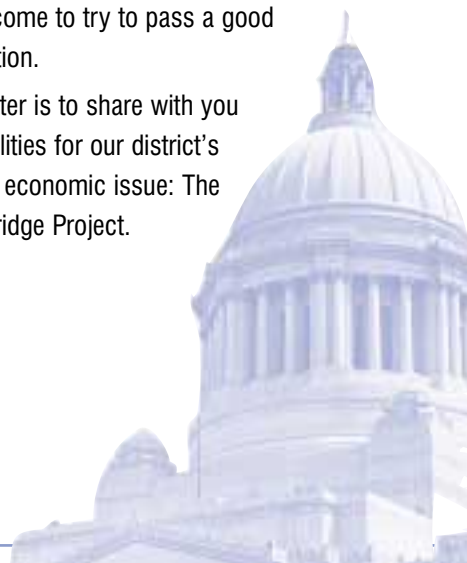 come to try to pass a good
tion.
ter is to share with you
lities for our district's
economic issue: The
ridge Project.